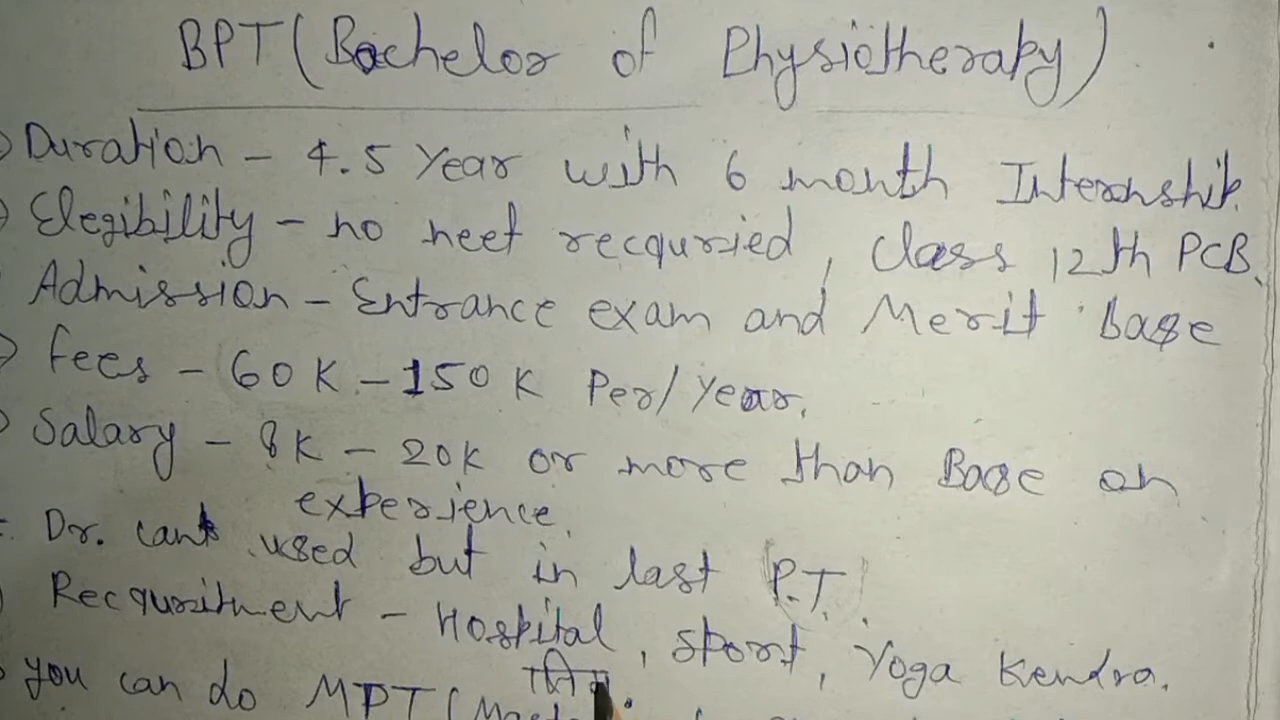 BPT (Bachelor of Physiotherapy)
Duration - 4.5 Year with 6 month Internship.
Elegibility - no neet recquried, Class 12th PCB.
Admission - Entrance exam and Merit base
Fees - 60K - 150K Per/Year.
Salary - 8K - 20K or more than Base on
experience.
Dr. can't used but in last P.T.
Recqusitment - Hospital, sport, Yoga Kendra.
You can do MPT (